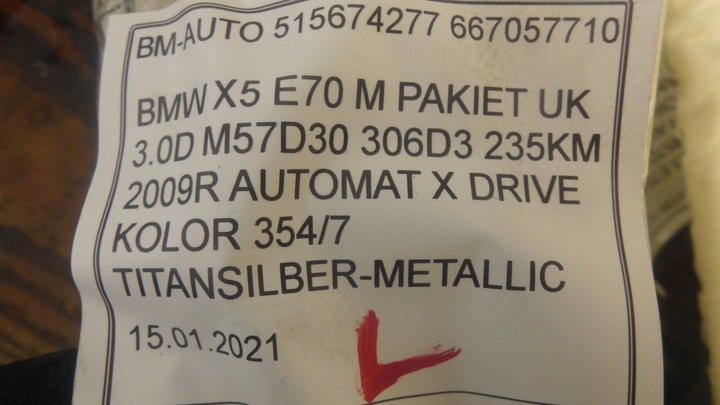 BM-AUTO 515674277 667057710
BMW X5 E70 M PAKIET UK
3.0D M57D30 306D3 235KM
2009R AUTOMAT X DRIVE
KOLOR 354/7
TITANSILBER-METALLIC
15.01.2021